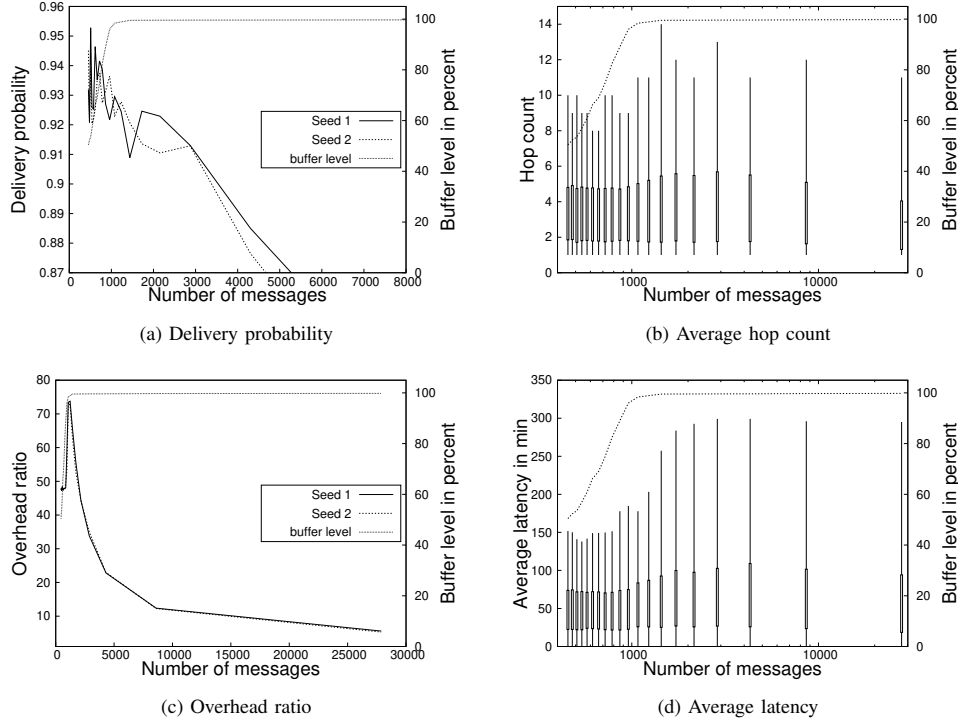 0.96
0.95
0.94
0.93
0.92
0.91
0.9
0.89
0.88
0.87
Delivery probaility
0 1000 2000 3000 4000 5000 6000 7000 8000
Number of messages
100
80
60
40
20
0
Buffer level in percent
Seed 1
Seed 2
buffer level
(a) Delivery probability
14
12
10
8
6
4
2
0
Hop count
1000 10000
Number of messages
100
80
60
40
20
0
Buffer level in percent
(b) Average hop count
80
70
60
50
40
30
20
10
Overhead ratio
0 5000 10000 15000 20000 25000 30000
Number of messages
100
80
60
40
20
0
Buffer level in percent
Seed 1
Seed 2
buffer level
(c) Overhead ratio
350
300
250
200
150
100
50
0
Average latency in min
1000 10000
Number of messages
100
80
60
40
20
0
Buffer level in percent
(d) Average latency